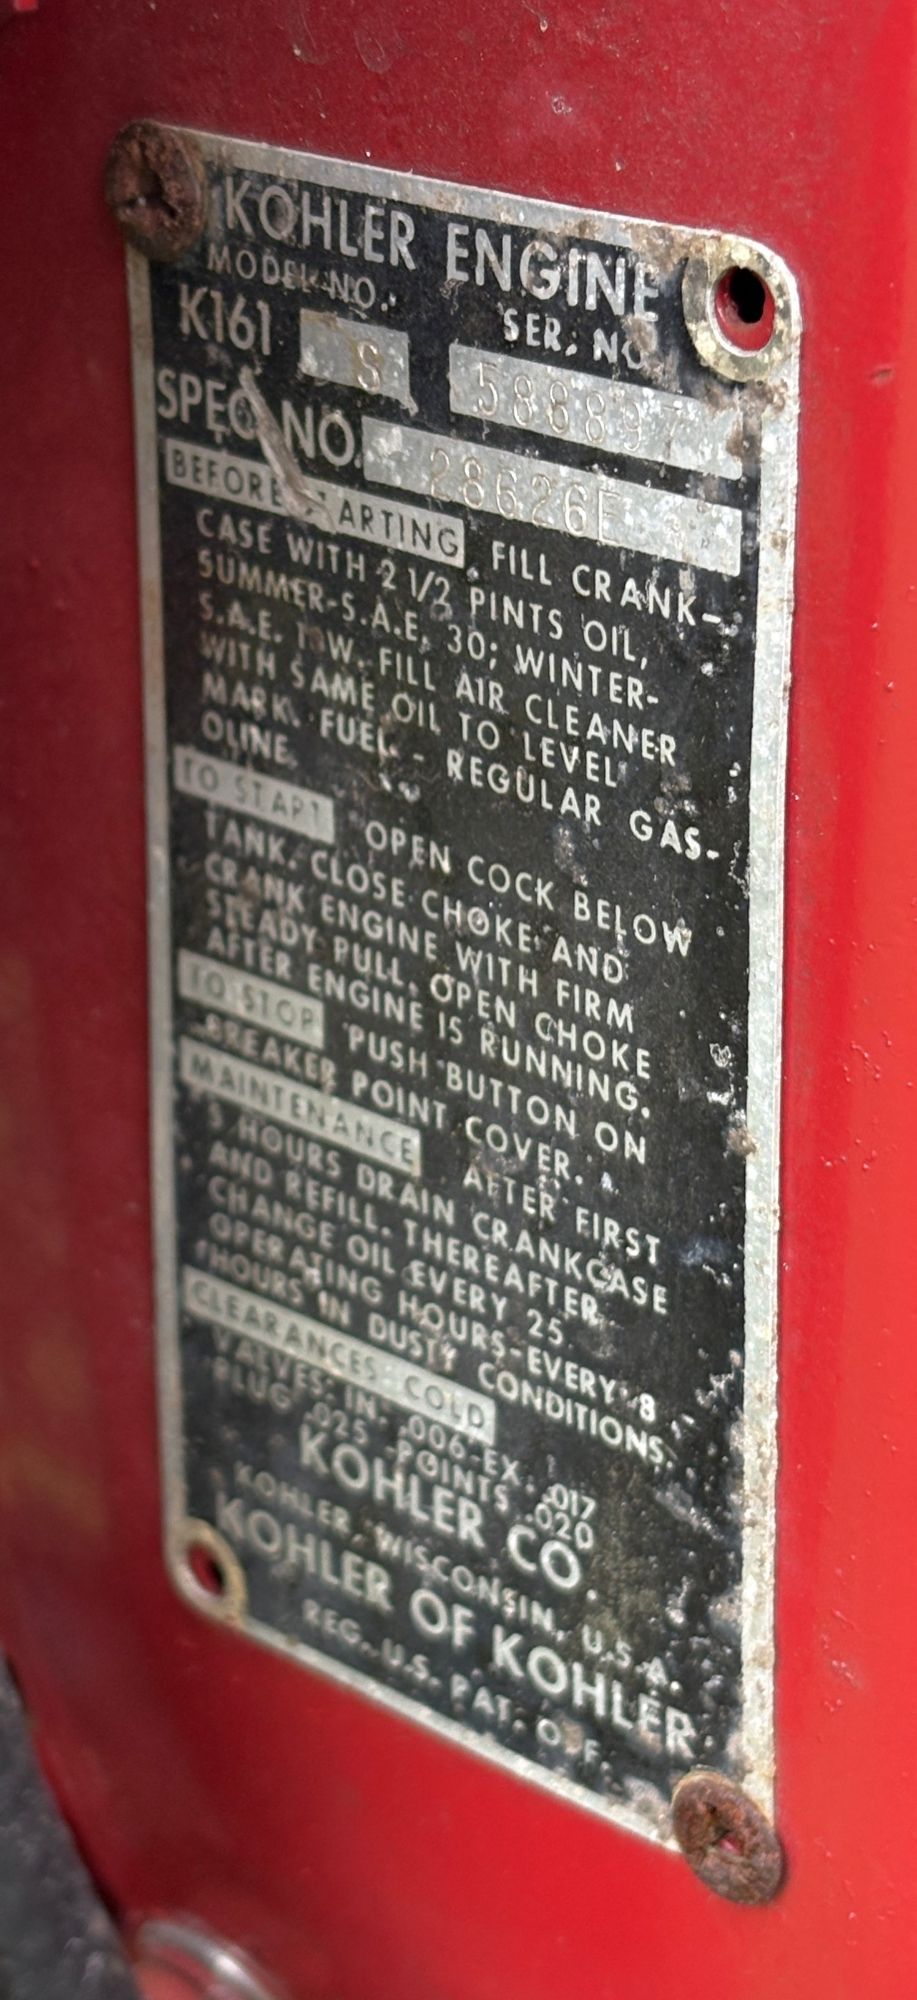 KOHLER ENGINE
MODEL NO. SER. NO
K161 S 588897
SPEC NO. 28626E
BEFORE STARTING FILL CRANK-
CASE WITH 2 1/2 PINTS OIL,
SUMMER-S.A.E. 30; WINTER-
S.A.E. W. FILL AIR CLEANER
WITH SAME OIL TO LEVEL
MARK. FUEL - REGULAR GAS-
OLINE
TO START OPEN COCK BELOW
TANK. CLOSE CHOKE AND
CRANK ENGINE WITH FIRM
STEADY PULL. OPEN CHOKE
AFTER ENGINE IS RUNNING.
TO STOP PUSH BUTTON ON
BREAKER POINT COVER.
MAINTENANCE AFTER FIRST
5 HOURS DRAIN CRANKCASE
AND REFILL. THEREAFTER
CHANGE OIL EVERY 25
OPERATING HOURS-EVERY 8
HOURS IN DUSTY CONDITIONS.
CLEARANCES-COLD
VALVES: IN. .006-EX. .017
PLUG .025 -POINTS .020
KOHLER CO.
KOHLER, WISCONSIN, U.S.A.
KOHLER OF KOHLER
REG. U.S. PAT. O F.